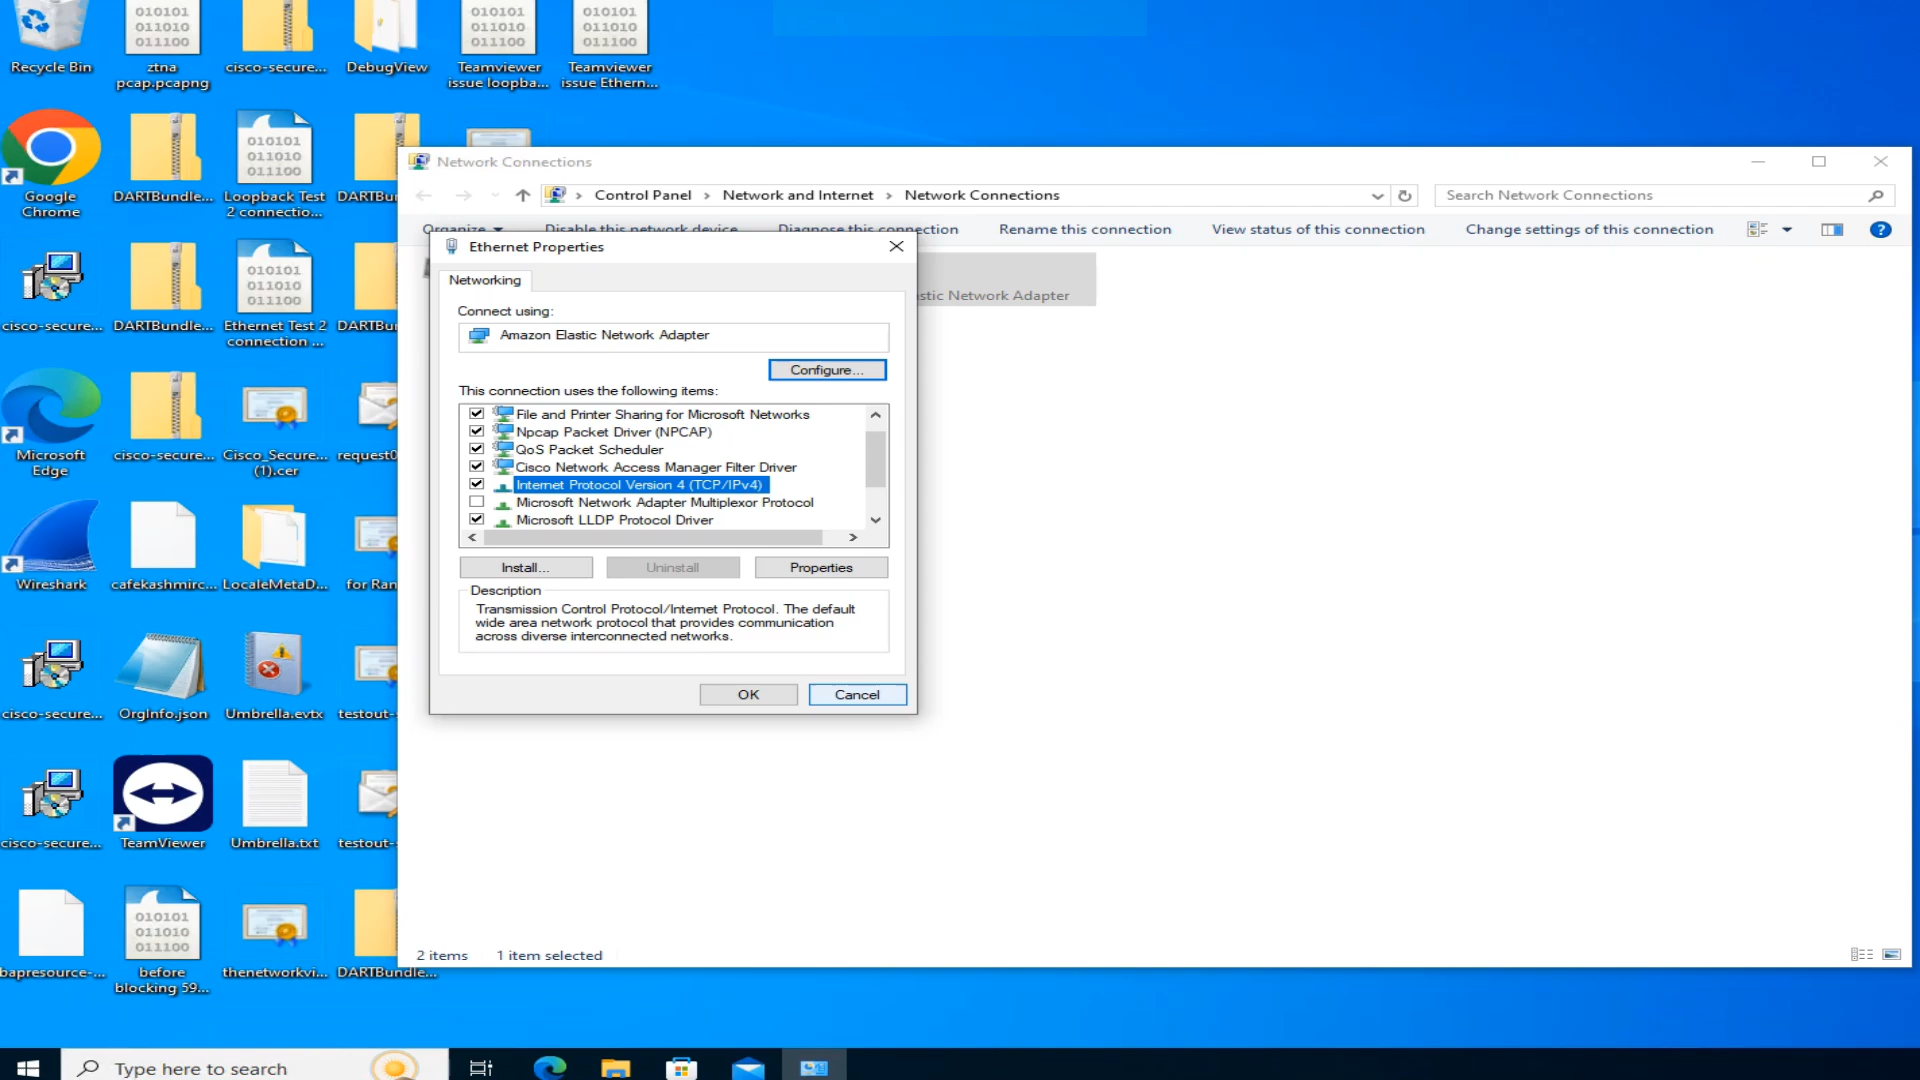 Recycle Bin
ztna
pcap.pcapng
cisco-secure...
DebugView
Teamviewer
issue loopba...
Teamviewer
issue Ethern...
Google
Chrome
DARTBundle...
Loopback Test
2 connectio...
DARTBu
cisco-secure...
DARTBundle...
Ethernet Test 2
connection ...
DARTBu
Microsoft
Edge
cisco-secure...
Cisco_Secure...
(1).cer
request0
Wireshark
cafekashmirc...
LocaleMetaD...
for Ran
cisco-secure...
OrgInfo.json
Umbrella.evtx
testout-
cisco-secure...
TeamViewer
Umbrella.txt
testout-
bapresource-...
before
blocking 59...
thenetworkvi...
DARTBundle...
Network Connections
Control Panel > Network and Internet > Network Connections
Search Network Connections
Organize
Disable this network device
Diagnose this connection
Rename this connection
View status of this connection
Change settings of this connection
stic Network Adapter
Ethernet Properties
Networking
Connect using:
Amazon Elastic Network Adapter
Configure...
This connection uses the following items:
File and Printer Sharing for Microsoft Networks
Npcap Packet Driver (NPCAP)
QoS Packet Scheduler
Cisco Network Access Manager Filter Driver
Internet Protocol Version 4 (TCP/IPv4)
Microsoft Network Adapter Multiplexor Protocol
Microsoft LLDP Protocol Driver
Install...
Uninstall
Properties
Description
Transmission Control Protocol/Internet Protocol. The default
wide area network protocol that provides communication
across diverse interconnected networks.
OK
Cancel
2 items
1 item selected
Type here to search